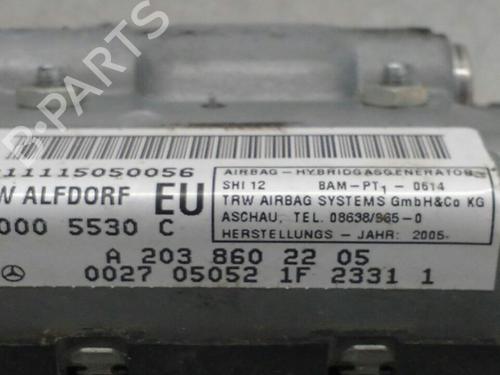 B-PARTS
11115050056
W ALFDORF EU
000 5530 C
AIRBAG-HYBRIDGASGENERATOR
SHI 12 BAM-PT1-0614
TRW AIRBAG SYSTEMS GmbH&Co KG
ASCHAU, TEL. 08638/965-0
HERSTELLUNGS - JAHR: 2005-
A 203 860 22 05
0027 05052 1F 2331 1